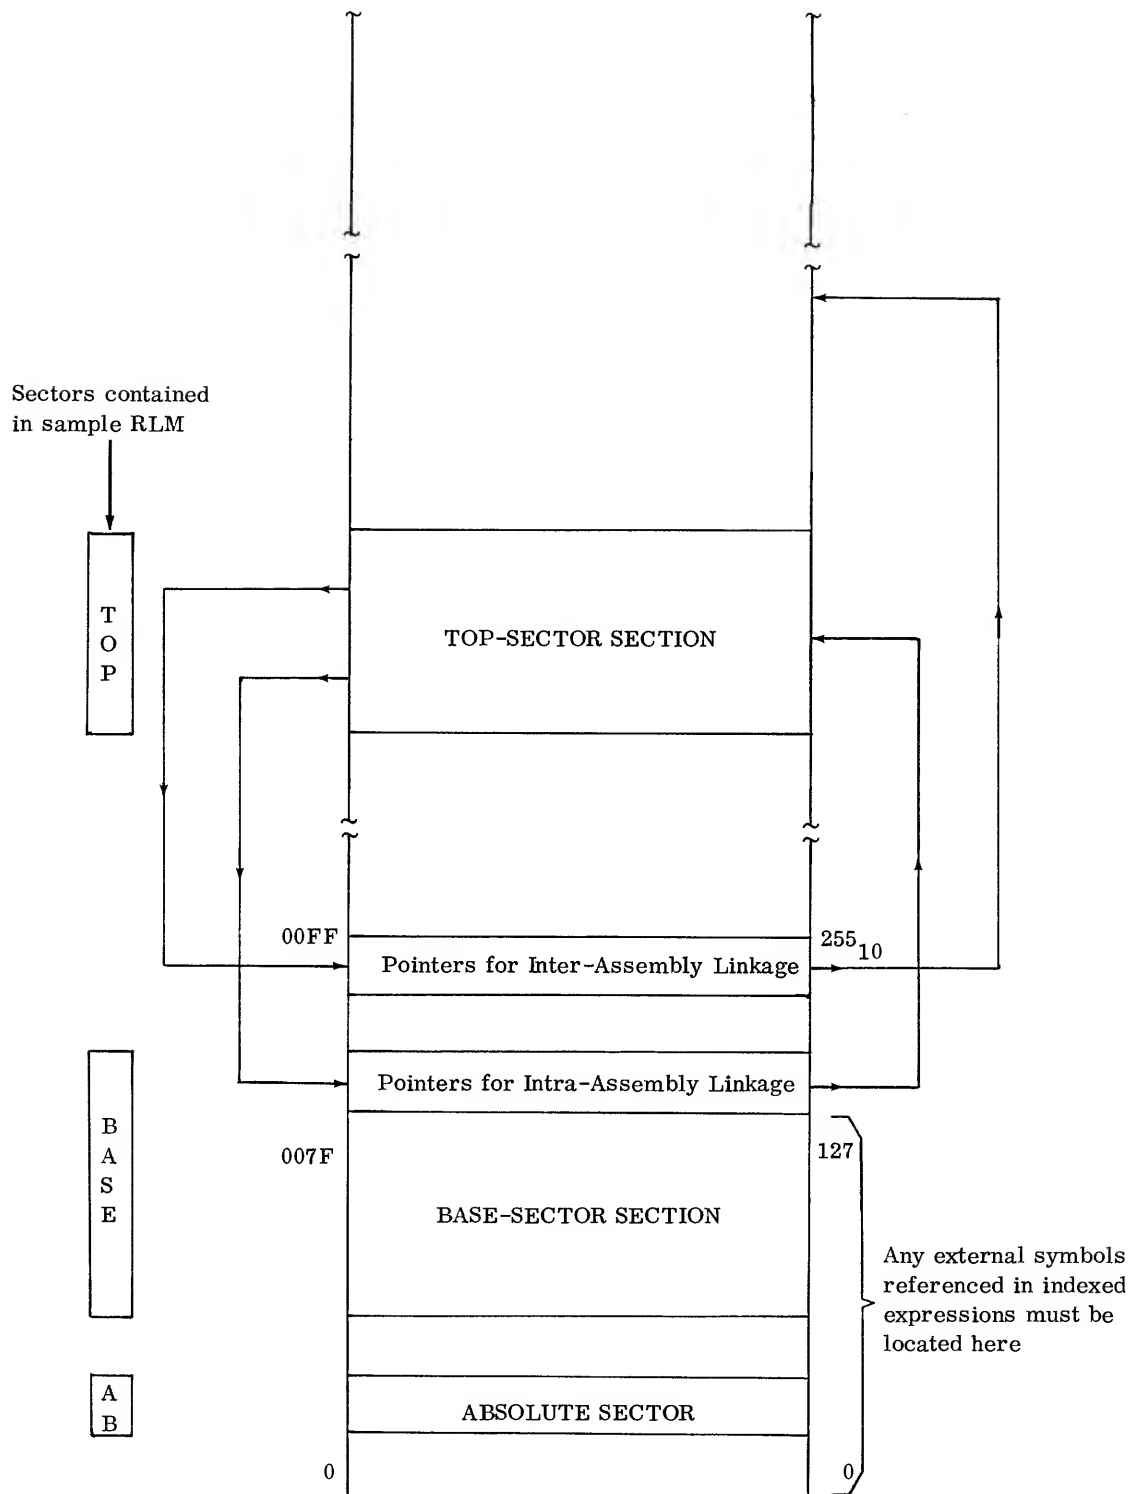 Sectors contained
in sample RLM
T
O
P
TOP-SECTOR SECTION
00FF
255₁₀
Pointers for Inter-Assembly Linkage
Pointers for Intra-Assembly Linkage
B
A
S
E
007F
127
BASE-SECTOR SECTION
Any external symbols
referenced in indexed
expressions must be
located here
A
B
ABSOLUTE SECTOR
0
0